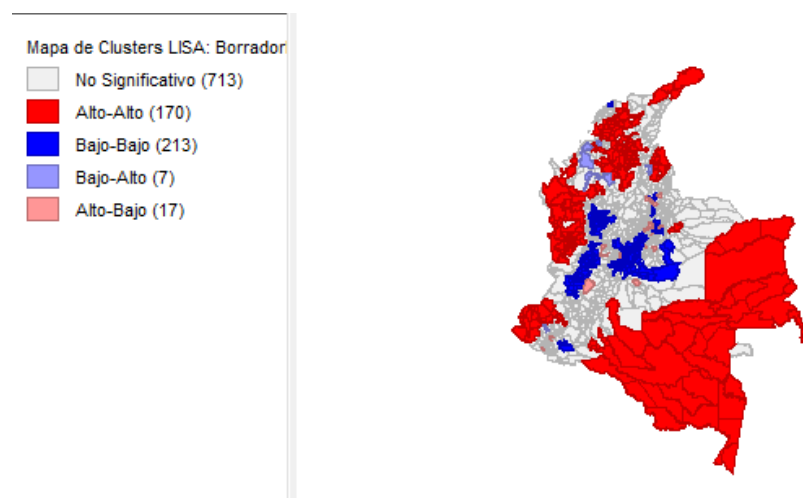 Mapa de Clusters LISA: Borrador
No Significativo (713)
Alto-Alto (170)
Bajo-Bajo (213)
Bajo-Alto (7)
Alto-Bajo (17)